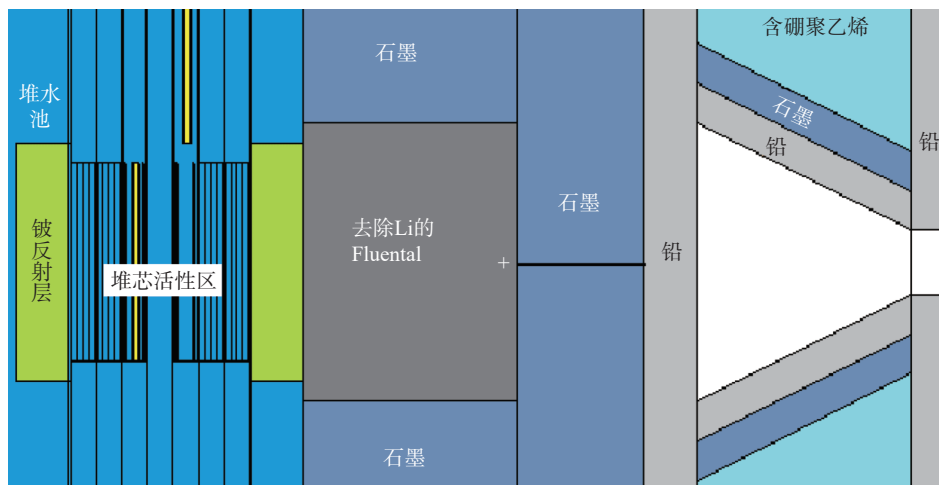 堆水
池
铍
反
射
层
堆芯活性区
石墨
去除Li的
Fluental
石墨
石墨
铅
含硼聚乙烯
石墨
铅
铅